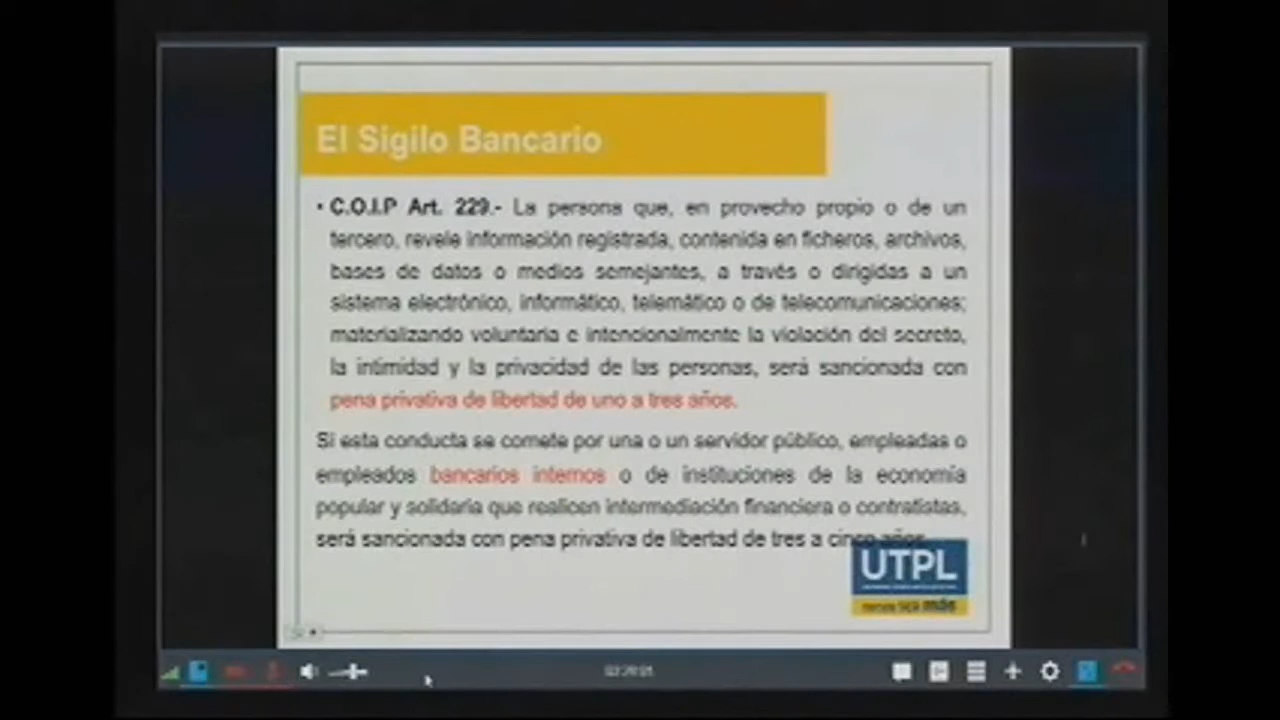 El Sigilo Bancario
• C.O.I.P Art. 229.- La persona que, en provecho propio o de un
tercero, revele información registrada, contenida en ficheros, archivos,
bases de datos o medios semejantes, a través o dirigidas a un
sistema electrónico, informático, telemático o de telecomunicaciones;
materializando voluntaria e intencionalmente la violación del secreto,
la intimidad y la privacidad de las personas, será sancionada con
pena privativa de libertad de uno a tres años.
Si esta conducta se comete por una o un servidor público, empleadas o
empleados bancarios internos o de instituciones de la economía
popular y solidaria que realicen intermediación financiera o contratistas,
será sancionada con pena privativa de libertad de tres a cinco años.
UTPL
más